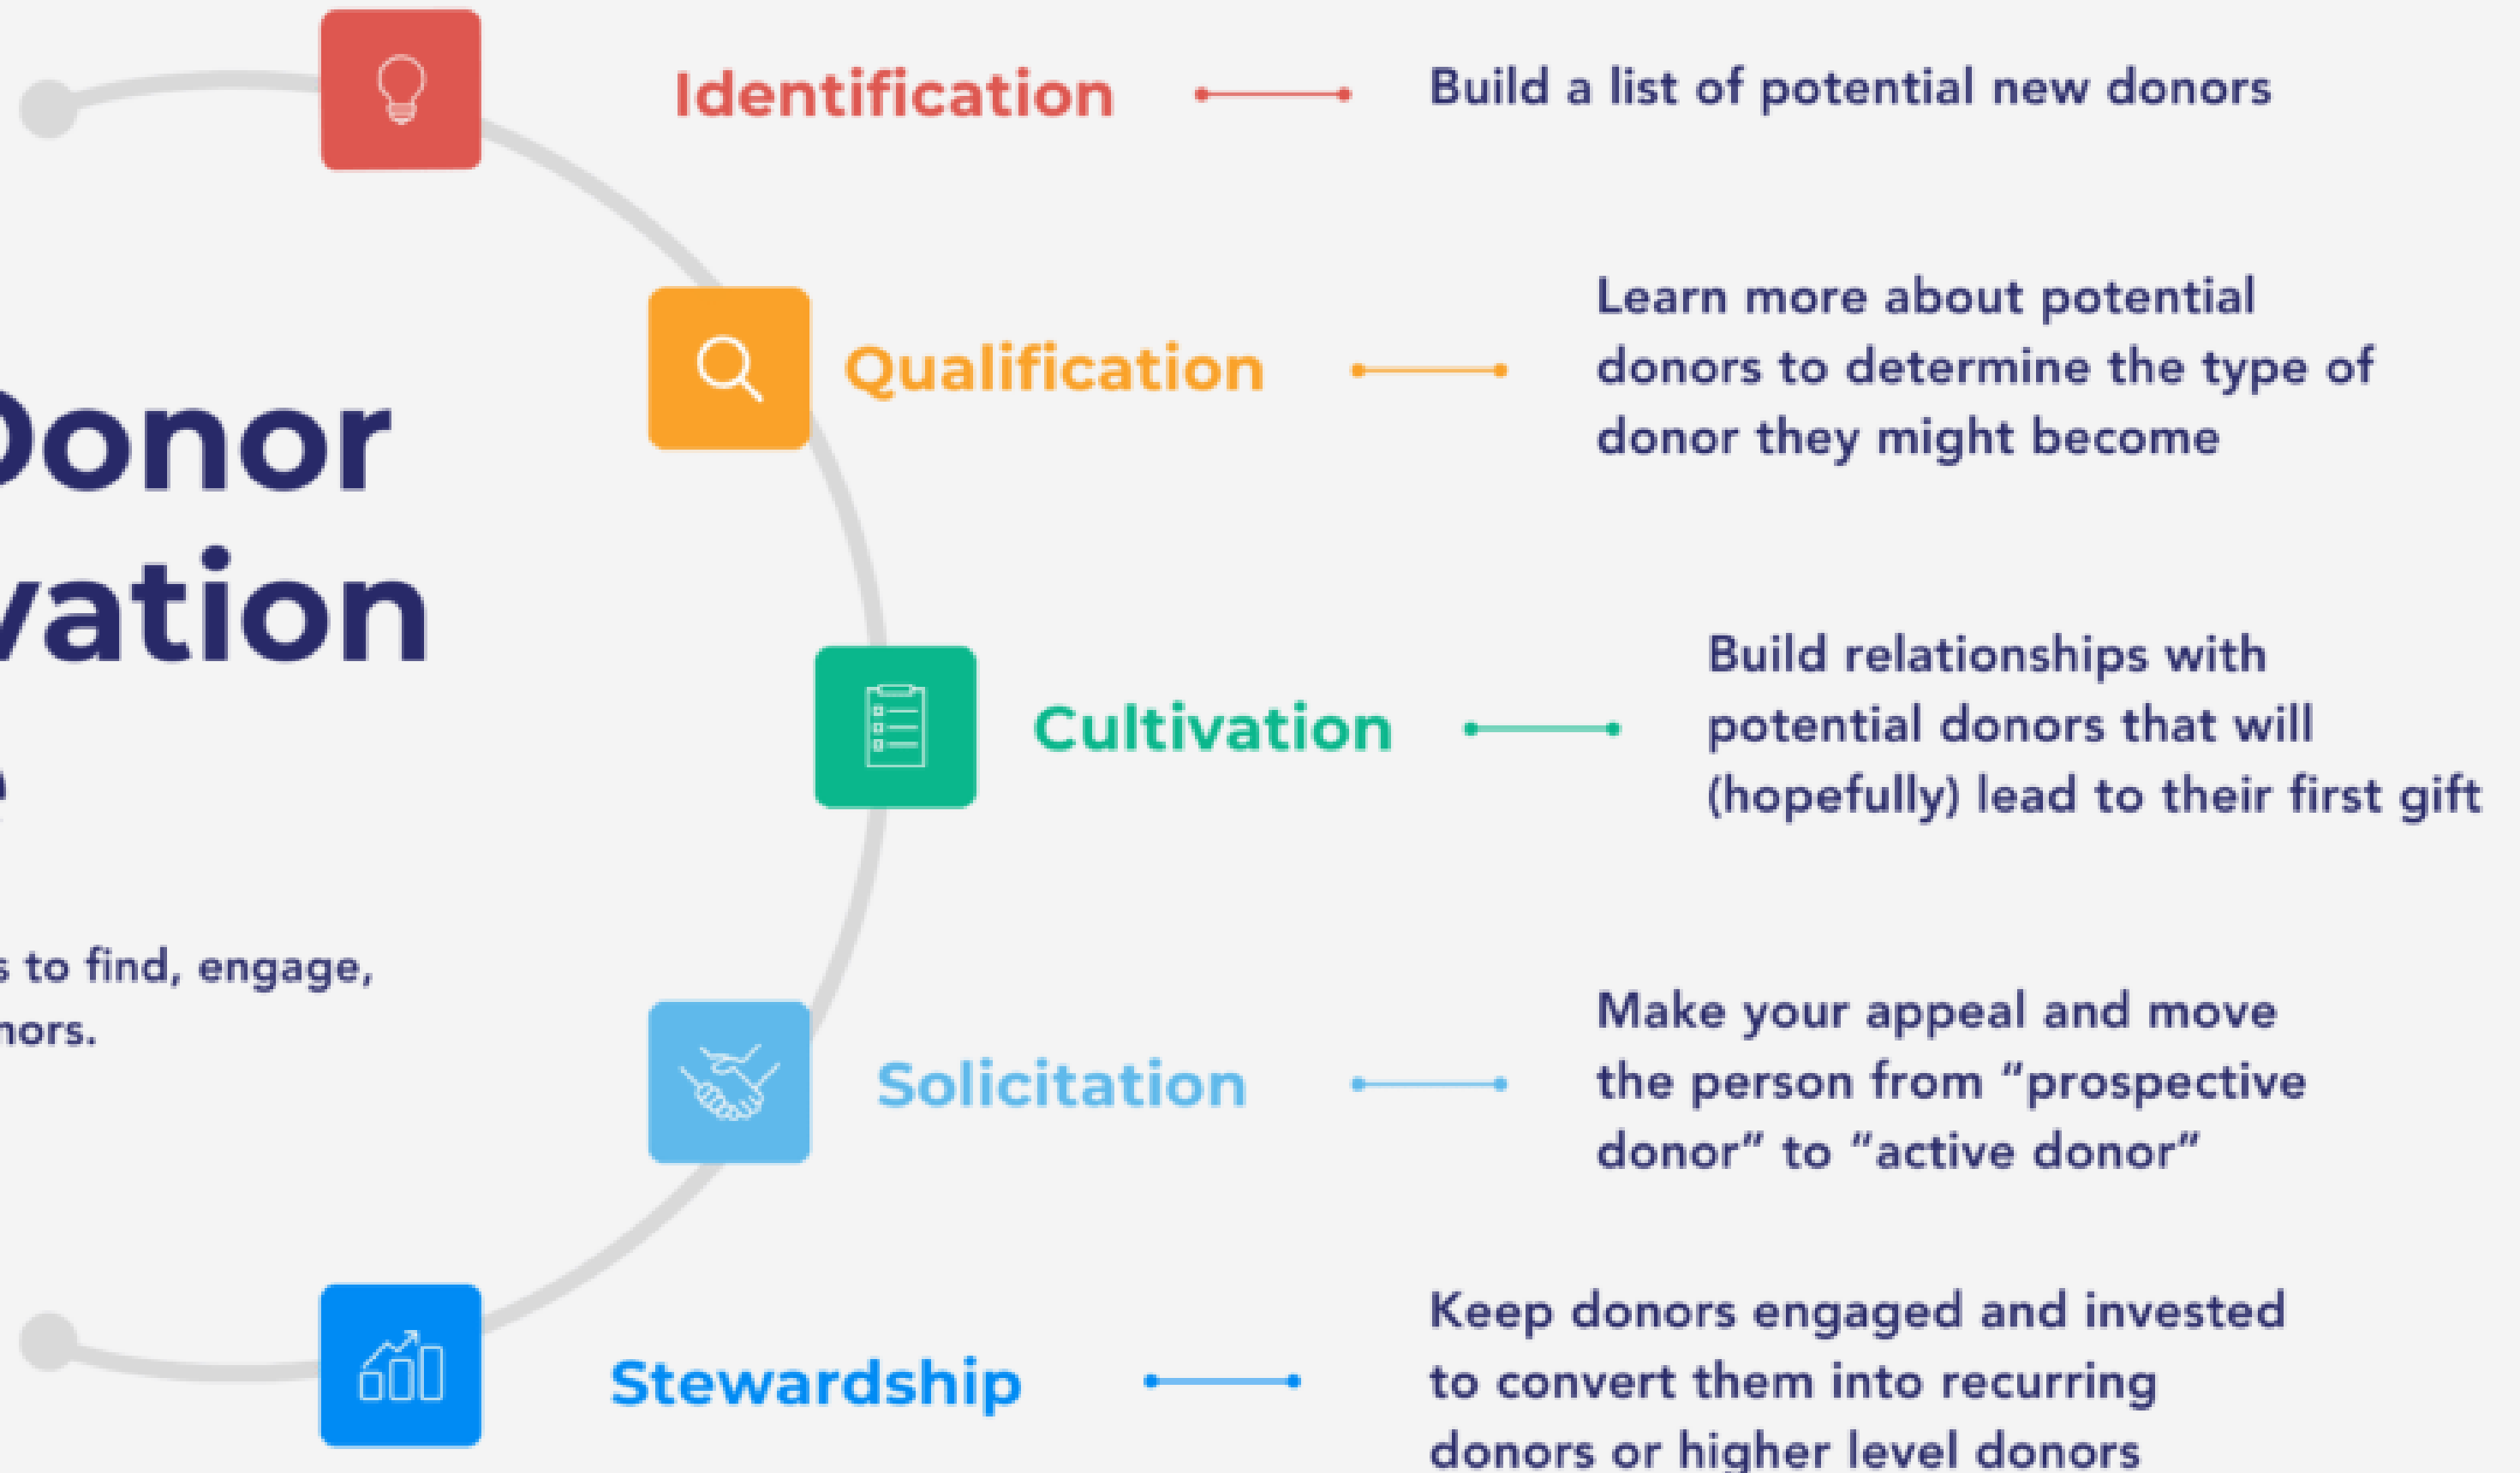 Identification
Build a list of potential new donors
Qualification
Learn more about potential
donors to determine the type of
donor they might become
Donor
vation
e
Cultivation
Build relationships with
potential donors that will
(hopefully) lead to their first gift
s to find, engage,
nors.
Solicitation
Make your appeal and move
the person from “prospective
donor” to “active donor”
Stewardship
Keep donors engaged and invested
to convert them into recurring
donors or higher level donors